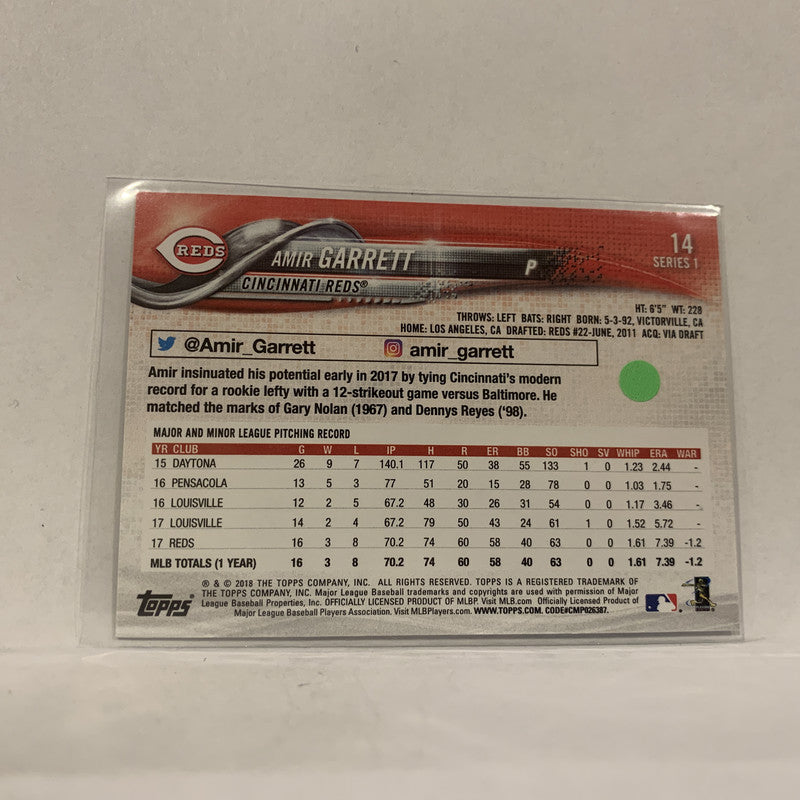 REDS
AMIR GARRETT
P
14
SERIES 1
CINCINNATI REDS®
HT: 6'5" WT: 228
THROWS: LEFT BATS: RIGHT BORN: 5-3-92, VICTORVILLE, CA
HOME: LOS ANGELES, CA DRAFTED: REDS #22-JUNE, 2011 ACQ: VIA DRAFT
@Amir_Garrett amir_garrett
Amir insinuated his potential early in 2017 by tying Cincinnati's modern
record for a rookie lefty with a 12-strikeout game versus Baltimore. He
matched the marks of Gary Nolan (1967) and Dennys Reyes ('98).
MAJOR AND MINOR LEAGUE PITCHING RECORD
YR CLUB G W L IP H R ER BB SO SHO SV WHIP ERA WAR
15 DAYTONA 26 9 7 140.1 117 50 38 55 133 1 0 1.23 2.44 -
16 PENSACOLA 13 5 3 77 51 20 15 28 78 0 0 1.03 1.75 -
16 LOUISVILLE 12 2 5 67.2 48 30 26 31 54 0 0 1.17 3.46 -
17 LOUISVILLE 14 2 4 67.2 79 50 43 24 61 1 0 1.52 5.72 -
17 REDS 16 3 8 70.2 74 60 58 40 63 0 0 1.61 7.39 -1.2
MLB TOTALS (1 YEAR) 16 3 8 70.2 74 60 58 40 63 0 0 1.61 7.39 -1.2
® & © 2018 THE TOPPS COMPANY, INC. ALL RIGHTS RESERVED. TOPPS IS A REGISTERED TRADEMARK OF
THE TOPPS COMPANY, INC. Major League Baseball trademarks and copyrights are used with permission of Major
League Baseball Properties, Inc. OFFICIALLY LICENSED PRODUCT OF MLBP. Visit MLB.com Officially Licensed Product of
Major League Baseball Players Association. Visit MLBPlayers.com. WWW.TOPPS.COM. CODE#CMP026387.
Topps